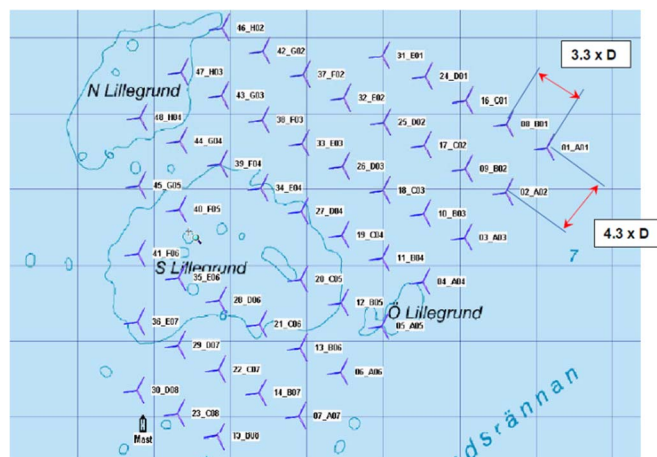 46_H02
42_G02
31_E01
3.3 x D
47_H03
37_F02
24_D01
N Lillegrund
43_G03
32_E02
16_C01
48_H04
38_F03
25_D02
08_B01
44_G04
33_E03
17_C02
01_A01
39_F04
26_D03
09_B02
45_G05
34_E04
18_C03
02_A02
40_F05
27_D04
10_B03
4.3 x D
19_C04
03_A03
7
41_F06
S Lillegrund
11_B04
35_E06
20_C05
04_A04
28_D06
12_B05
Ö Lillegrund
36_E07
21_C06
05_A05
29_D07
13_B06
22_C07
06_A06
30_D08
14_B07
23_C08
07_A07
Mast
dsrännan